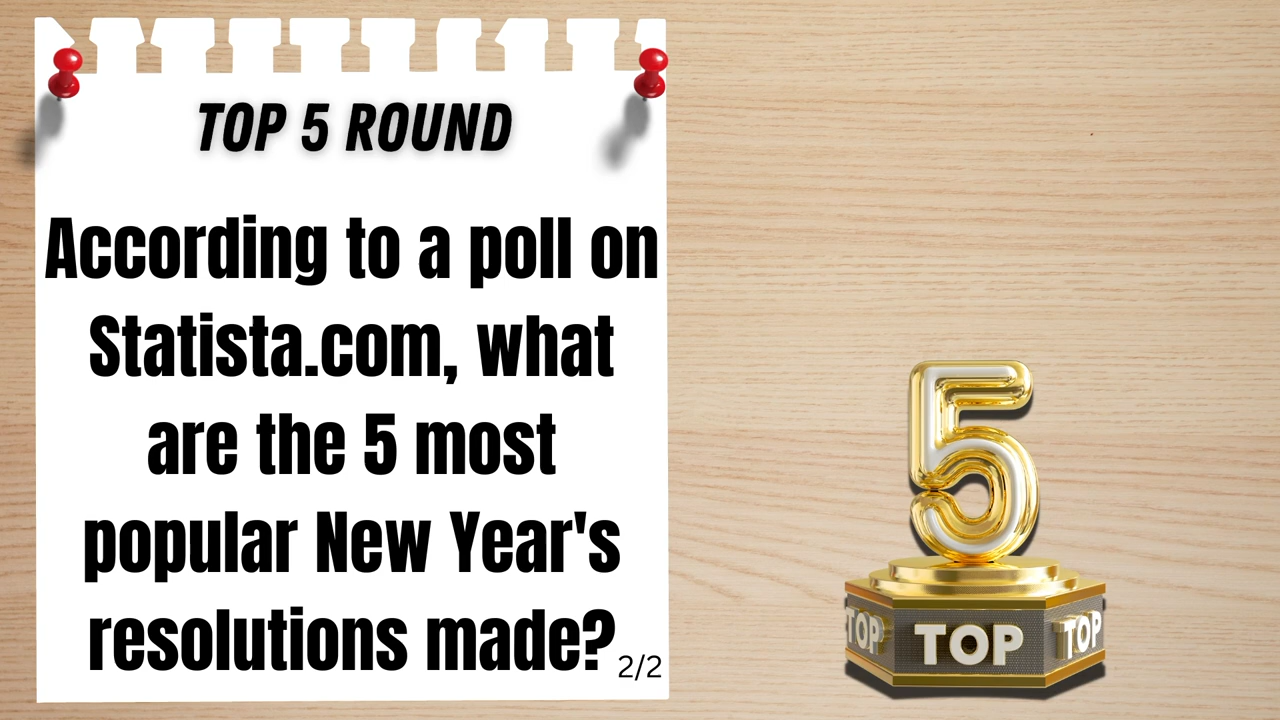 TOP 5 ROUND
According to a poll on
Statista.com, what
are the 5 most
popular New Year's
resolutions made?
2/2
5
TOP TOP TOP